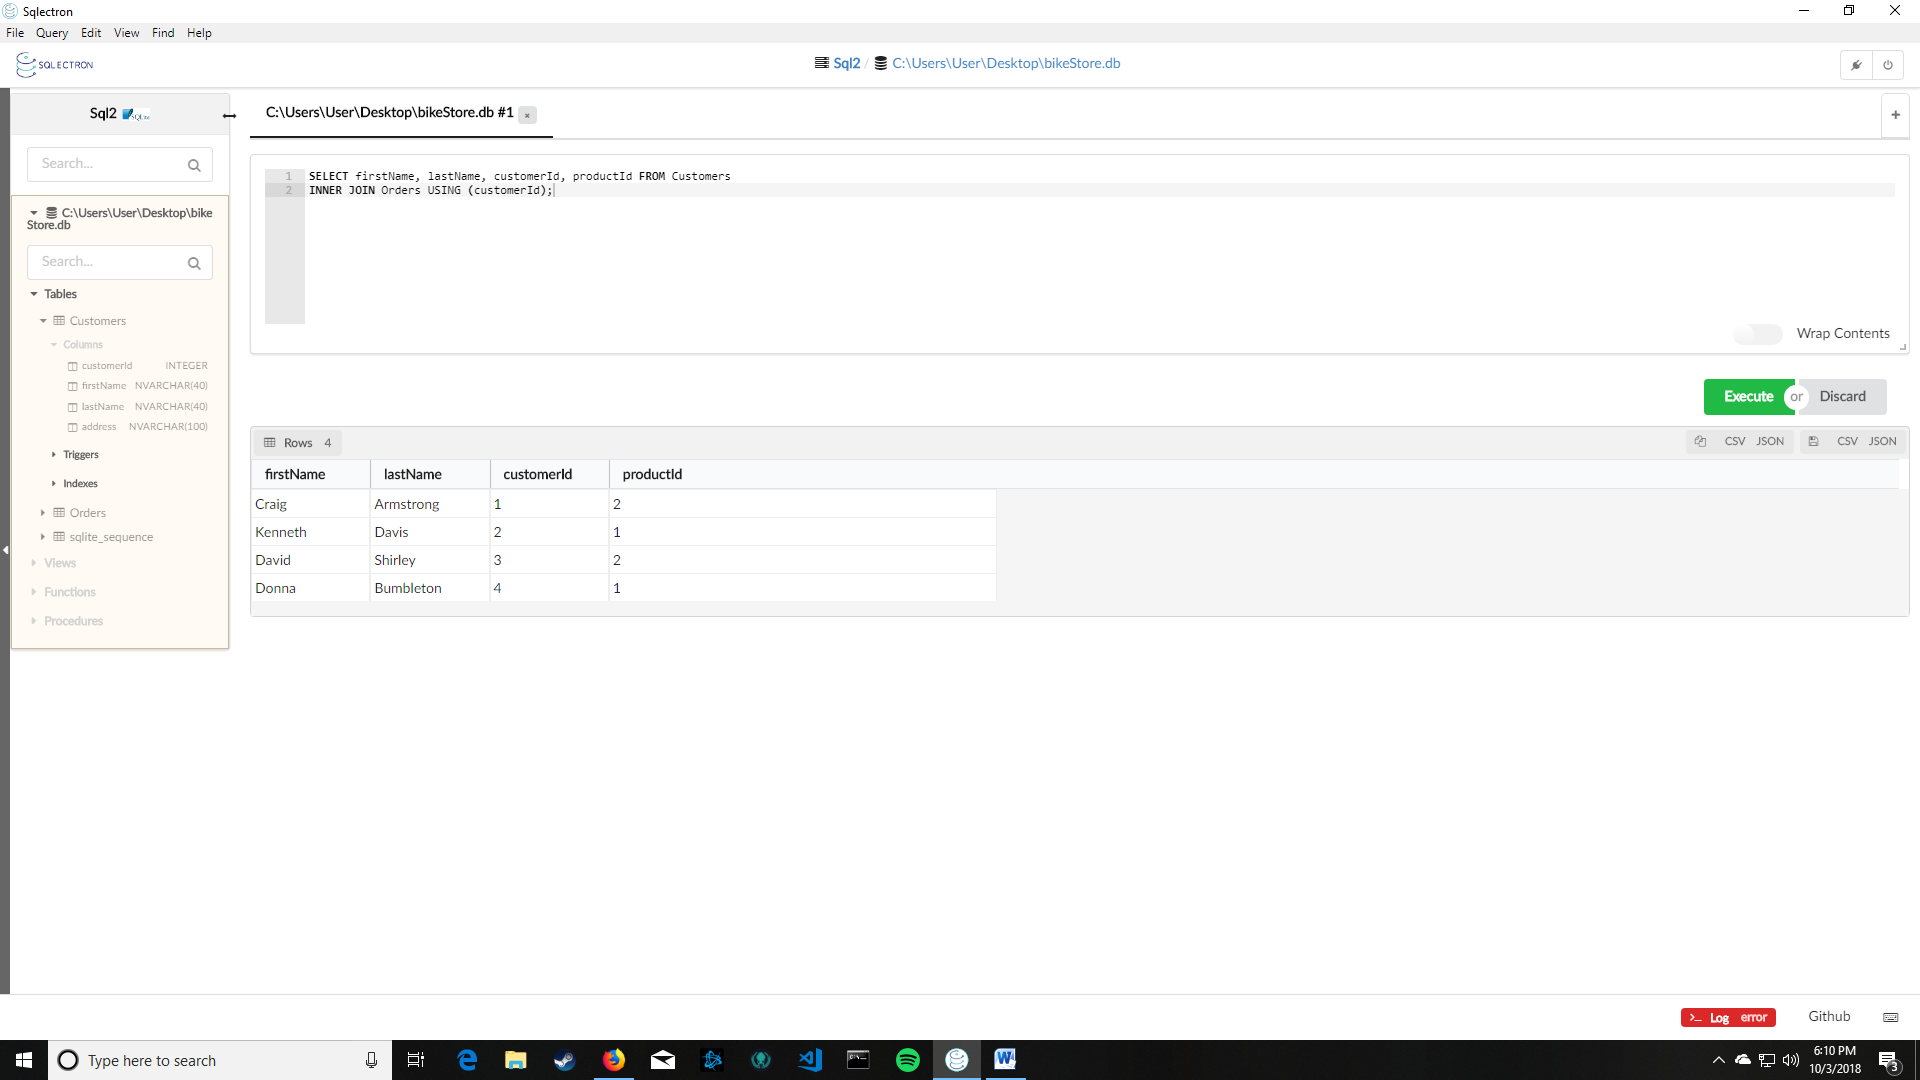 Sqlectron
File Query Edit View Find Help
SQLECTRON
Sql2 / C:\Users\User\Desktop\bikeStore.db
Sql2 SQLite
C:\Users\User\Desktop\bikeStore.db #1 ×
+
Search...
C:\Users\User\Desktop\bike
Store.db
Search...
Tables
Customers
Columns
customerId INTEGER
firstName NVARCHAR(40)
lastName NVARCHAR(40)
address NVARCHAR(100)
Triggers
Indexes
Orders
sqlite_sequence
Views
Functions
Procedures
1 SELECT firstName, lastName, customerId, productId FROM Customers
2 INNER JOIN Orders USING (customerId);
Wrap Contents
Execute or Discard
Rows 4 CSV JSON CSV JSON
firstName lastName customerId productId
Craig Armstrong 1 2
Kenneth Davis 2 1
David Shirley 3 2
Donna Bumbleton 4 1
>_ Log error Github
Type here to search
6:10 PM
10/3/2018
3